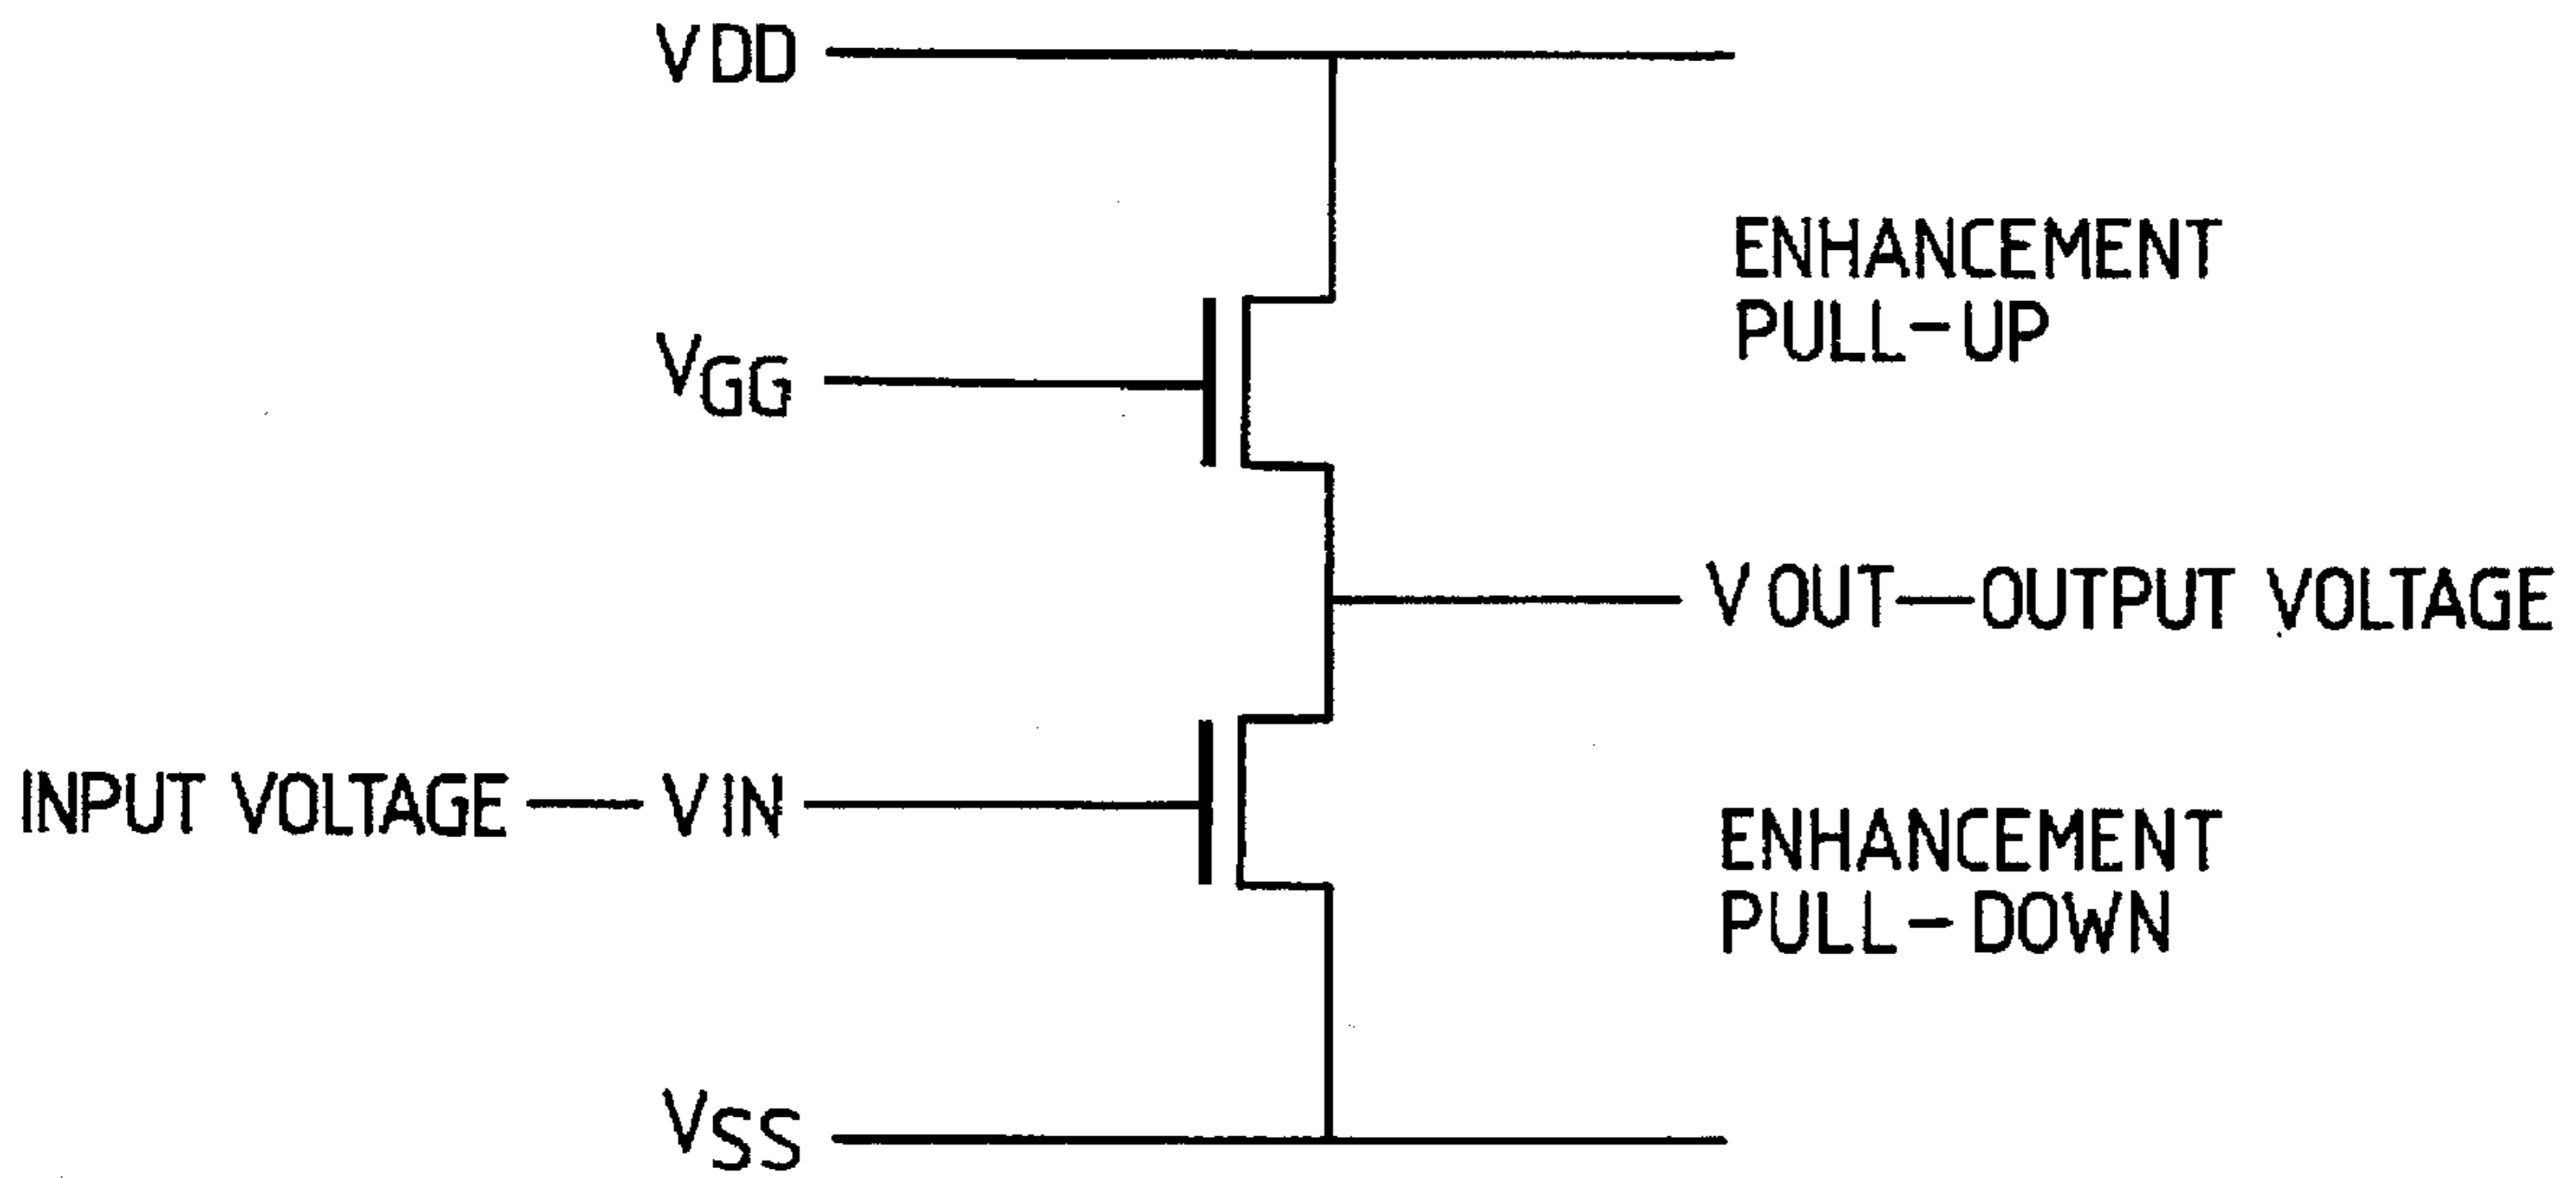 VDD
ENHANCEMENT
PULL-UP
VGG
V OUT—OUTPUT VOLTAGE
INPUT VOLTAGE — VIN
ENHANCEMENT
PULL-DOWN
VSS